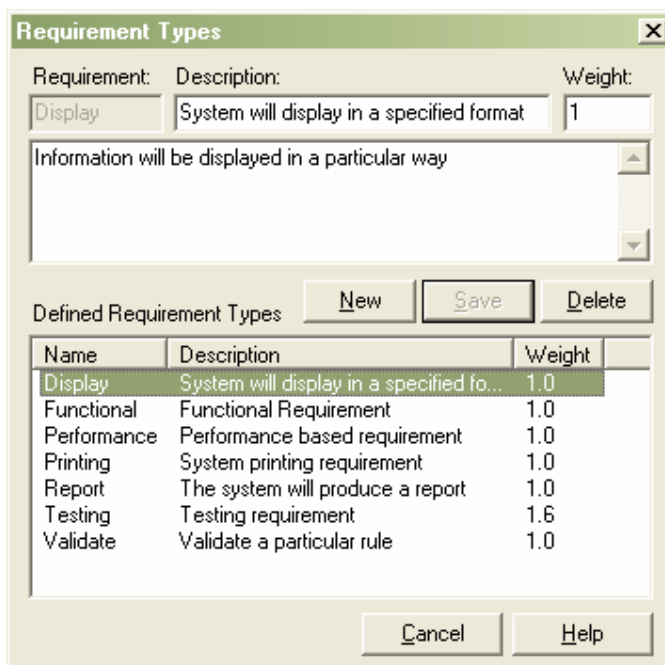 Requirement Types
Requirement: Description: Weight:
Display System will display in a specified format 1
Information will be displayed in a particular way
Defined Requirement Types New Save Delete
Name Description Weight
Display System will display in a specified fo... 1.0
Functional Functional Requirement 1.0
Performance Performance based requirement 1.0
Printing System printing requirement 1.0
Report The system will produce a report 1.0
Testing Testing requirement 1.6
Validate Validate a particular rule 1.0
Cancel Help